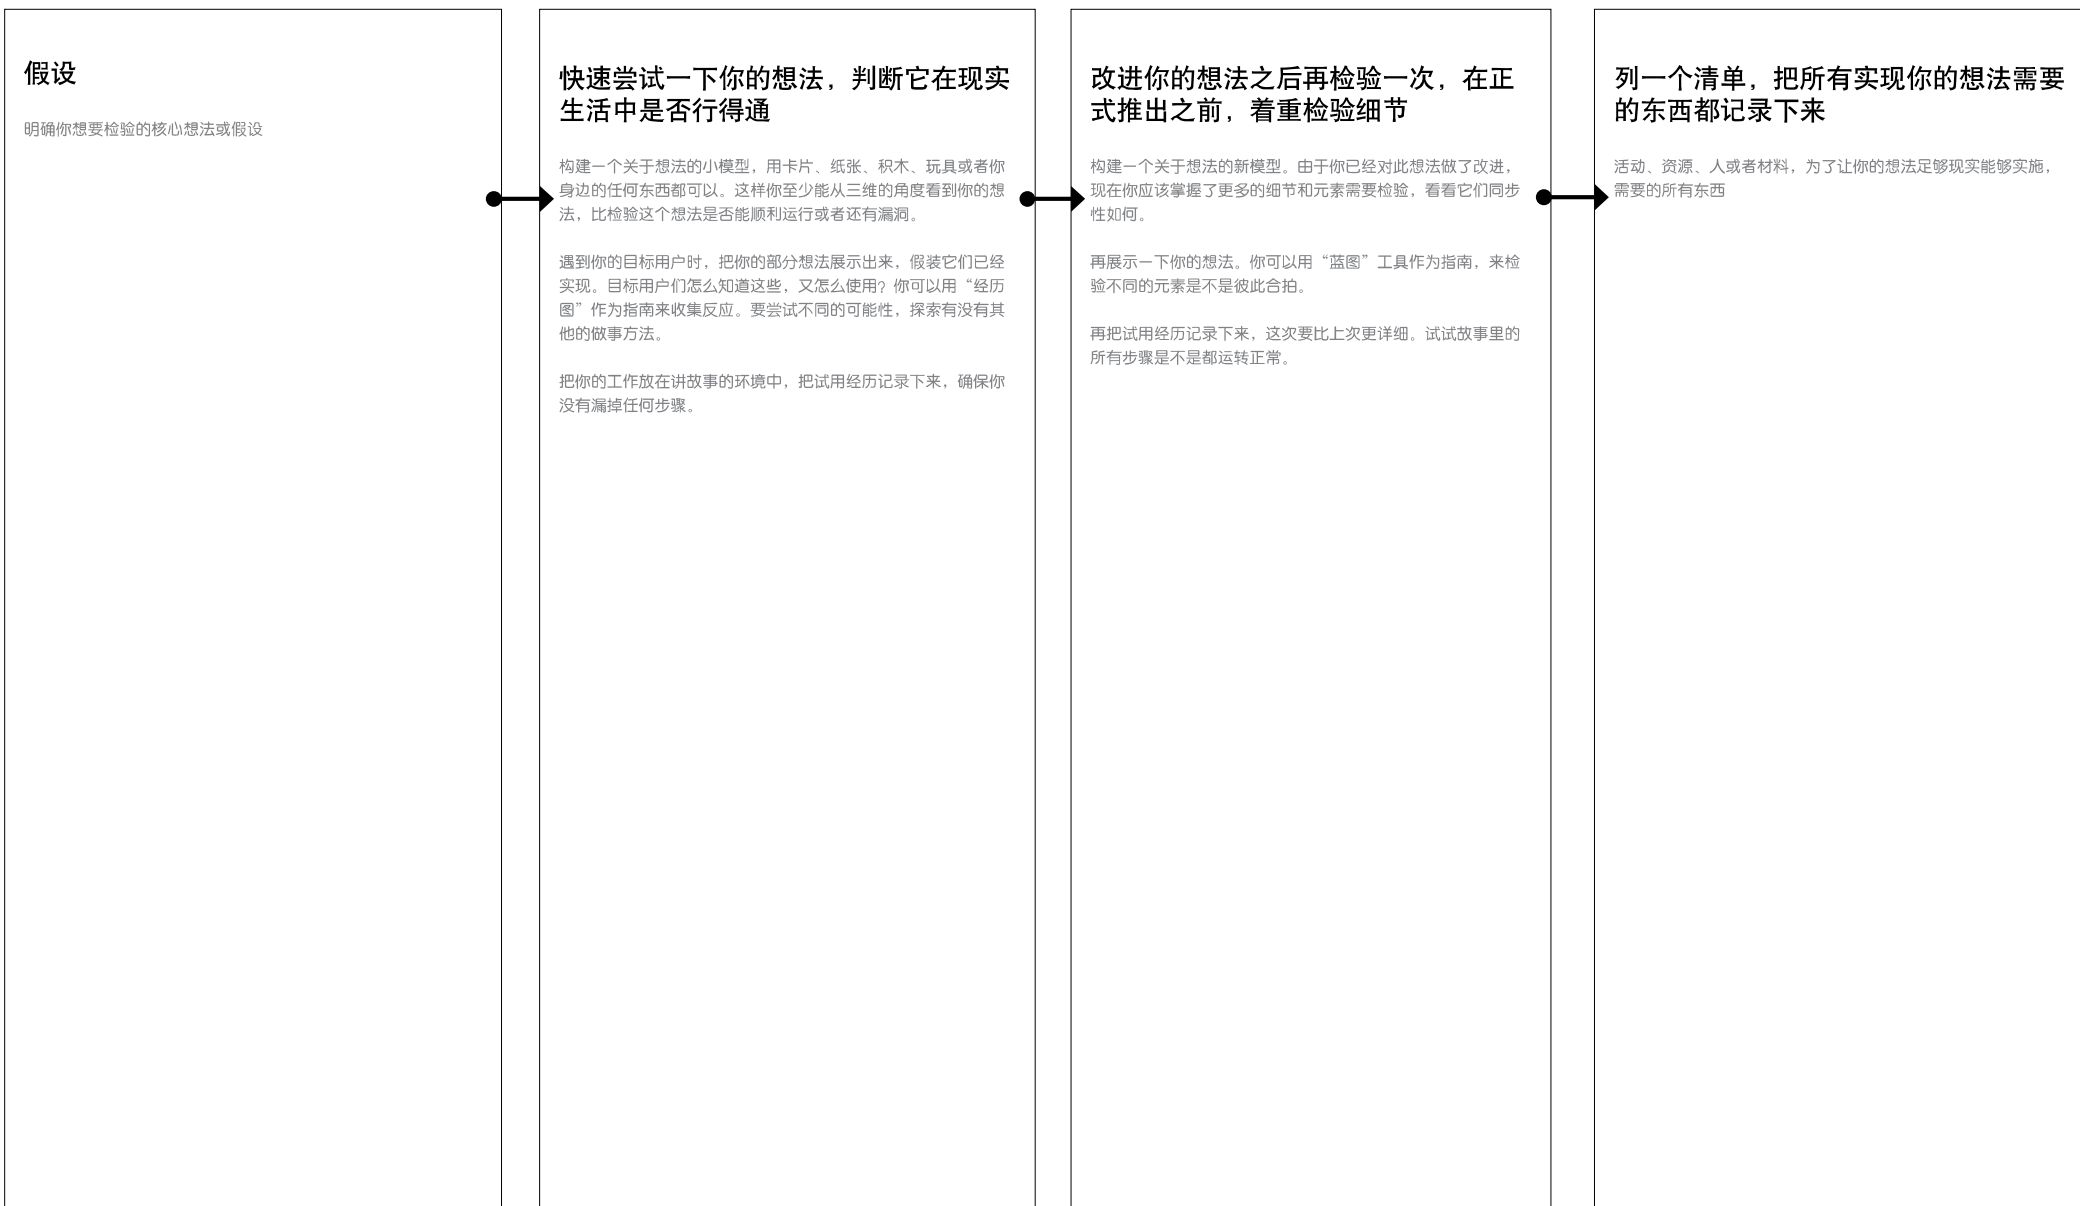 假设
明确你想要检验的核心想法或假设
快速尝试一下你的想法，判断它在现实
生活中是否行得通
构建一个关于想法的小模型，用卡片、纸张、积木、玩具或者你
身边的任何东西都可以。这样你至少能从三维的角度看到你的想
法，比检验这个想法是否能顺利运行或者还有漏洞。
遇到你的目标用户时，把你的部分想法展示出来，假装它们已经
实现。目标用户们怎么知道这些，又怎么使用？你可以用“经历
图”作为指南来收集反应。要尝试不同的可能性，探索有没有其
他的做事方法。
把你的工作放在讲故事的环境中，把试用经历记录下来，确保你
没有漏掉任何步骤。
改进你的想法之后再检验一次，在正
式推出之前，着重检验细节
构建一个关于想法的新模型。由于你已经对此想法做了改进，
现在你应该掌握了更多的细节和元素需要检验，看看它们同步
性如何。
再展示一下你的想法。你可以用“蓝图”工具作为指南，来检
验不同的元素是不是彼此合拍。
再把试用经历记录下来，这次要比上次更详细。试试故事里的
所有步骤是不是都运转正常。
列一个清单，把所有实现你的想法需要
的东西都记录下来
活动、资源、人或者材料，为了让你的想法足够现实能够实施，
需要的所有东西